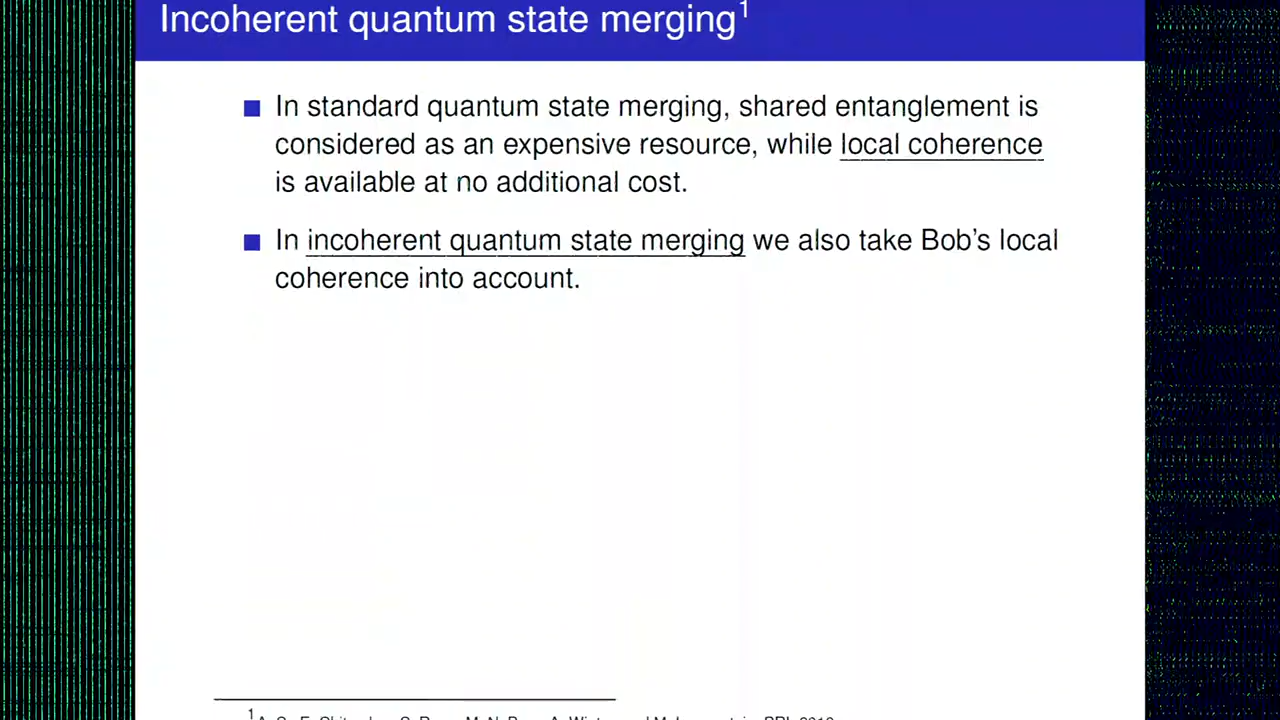 Incoherent quantum state merging¹
■ In standard quantum state merging, shared entanglement is
considered as an expensive resource, while local coherence
is available at no additional cost.
■ In incoherent quantum state merging we also take Bob's local
coherence into account.
1